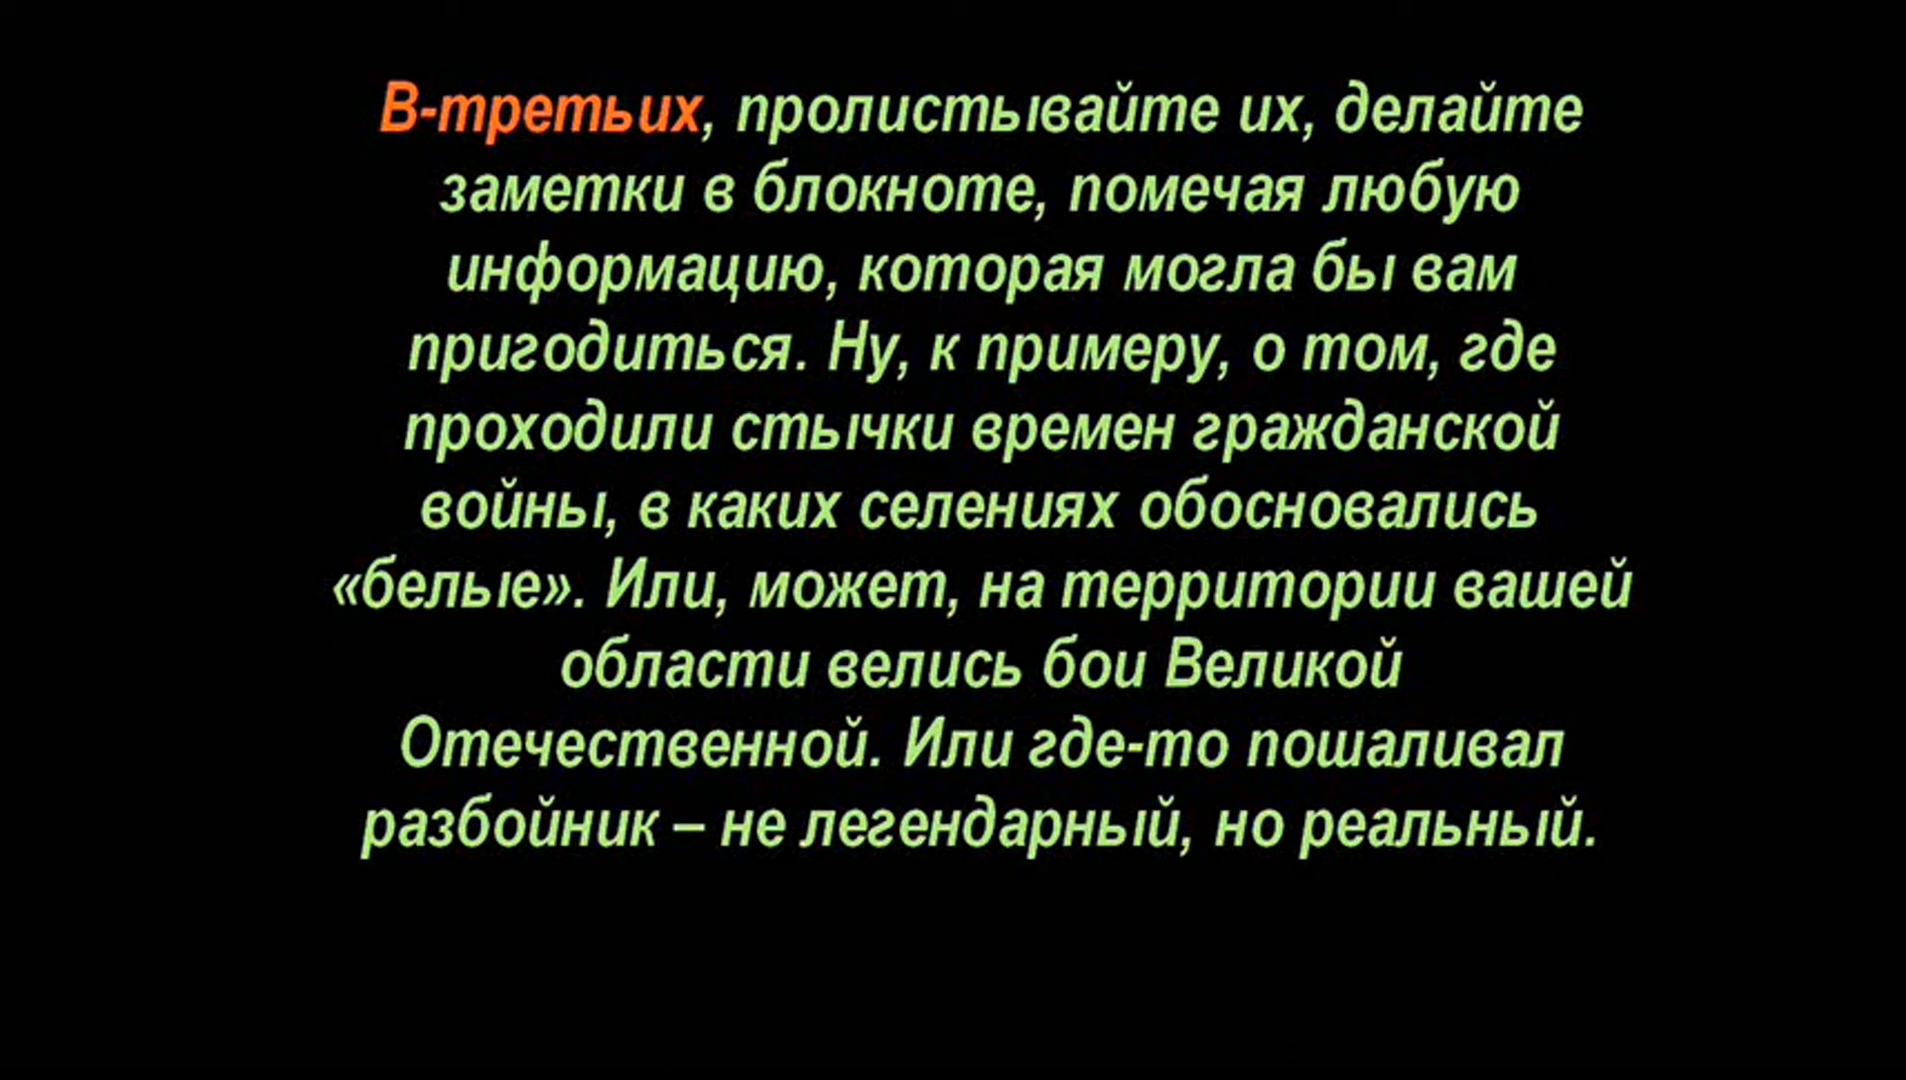 В-третьих, пролистывайте их, делайте
заметки в блокноте, помечая любую
информацию, которая могла бы вам
пригодиться. Ну, к примеру, о том, где
проходили стычки времен гражданской
войны, в каких селениях обосновались
«белые». Или, может, на территории вашей
области велись бои Великой
Отечественной. Или где-то пошаливал
разбойник – не легендарный, но реальный.